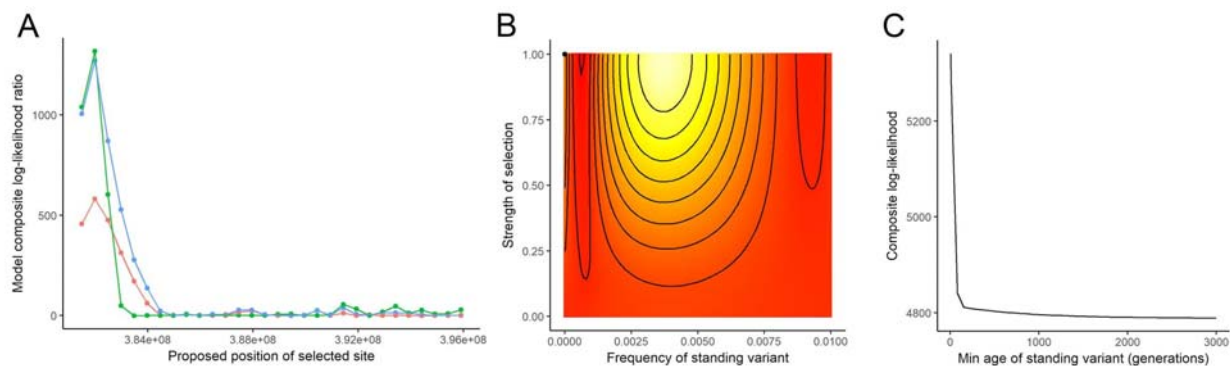 A
Model composite log-likelihood ratio
1000
500
0
3.84e+08
3.88e+08
3.92e+08
3.96e+08
Proposed position of selected site
B
Strength of selection
1.00
0.75
0.50
0.25
0.00
0.0000
0.0025
0.0050
0.0075
0.0100
Frequency of standing variant
C
Composite log-likelihood
5200
5000
4800
0
1000
2000
3000
Min age of standing variant (generations)